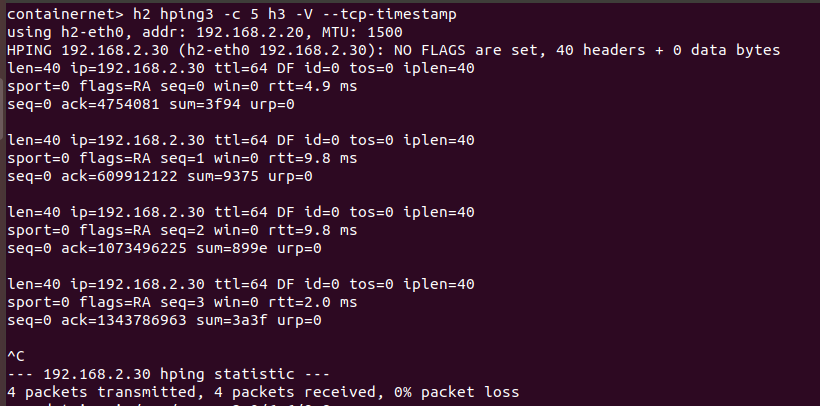 containernet> h2 hping3 -c 5 h3 -V --tcp-timestamp
using h2-eth0, addr: 192.168.2.20, MTU: 1500
HPING 192.168.2.30 (h2-eth0 192.168.2.30): NO FLAGS are set, 40 headers + 0 data bytes
len=40 ip=192.168.2.30 ttl=64 DF id=0 tos=0 iplen=40
sport=0 flags=RA seq=0 win=0 rtt=4.9 ms
seq=0 ack=4754081 sum=3f94 urp=0
len=40 ip=192.168.2.30 ttl=64 DF id=0 tos=0 iplen=40
sport=0 flags=RA seq=1 win=0 rtt=9.8 ms
seq=0 ack=609912122 sum=9375 urp=0
len=40 ip=192.168.2.30 ttl=64 DF id=0 tos=0 iplen=40
sport=0 flags=RA seq=2 win=0 rtt=9.8 ms
seq=0 ack=1073496225 sum=899e urp=0
len=40 ip=192.168.2.30 ttl=64 DF id=0 tos=0 iplen=40
sport=0 flags=RA seq=3 win=0 rtt=2.0 ms
seq=0 ack=1343786963 sum=3a3f urp=0
^C
--- 192.168.2.30 hping statistic ---
4 packets transmitted, 4 packets received, 0% packet loss